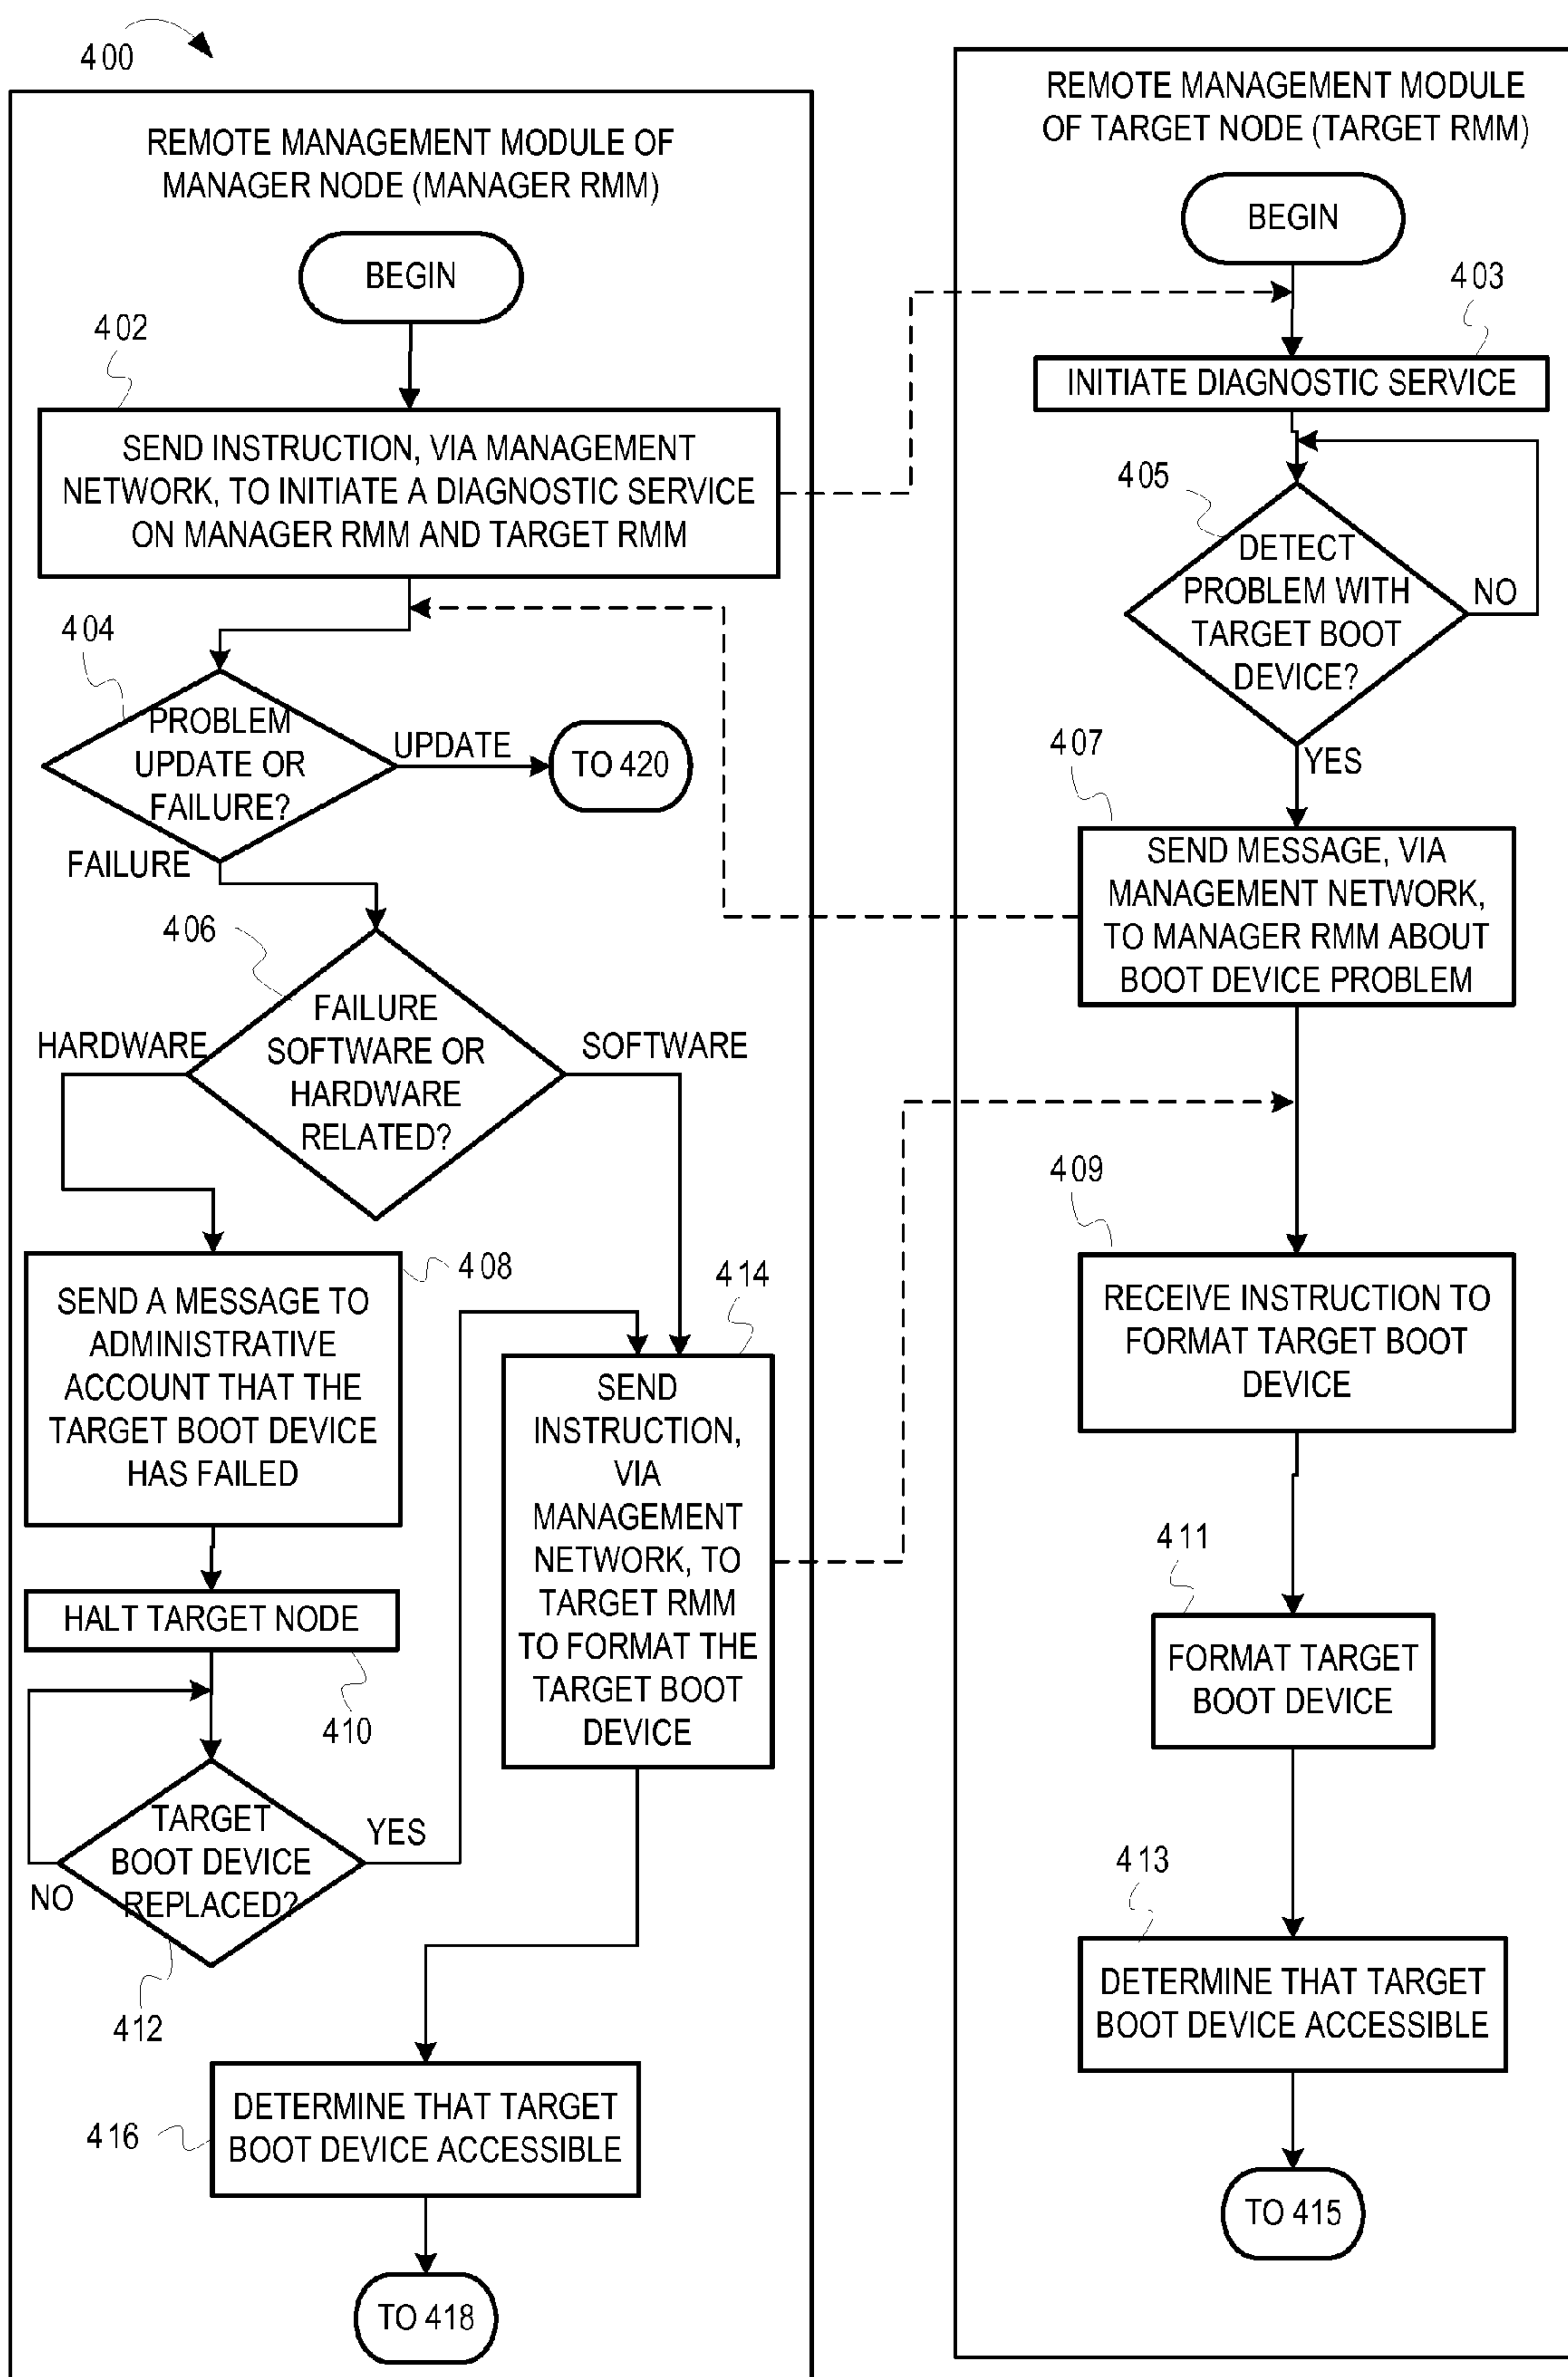 400
REMOTE MANAGEMENT MODULE OF
MANAGER NODE (MANAGER RMM)
BEGIN
402
SEND INSTRUCTION, VIA MANAGEMENT
NETWORK, TO INITIATE A DIAGNOSTIC SERVICE
ON MANAGER RMM AND TARGET RMM
404
PROBLEM
UPDATE OR
FAILURE?
UPDATE
TO 420
FAILURE
406
FAILURE
SOFTWARE OR
HARDWARE
RELATED?
HARDWARE
SOFTWARE
408
SEND A MESSAGE TO
ADMINISTRATIVE
ACCOUNT THAT THE
TARGET BOOT DEVICE
HAS FAILED
HALT TARGET NODE
410
TARGET
BOOT DEVICE
REPLACED?
YES
NO
412
414
SEND
INSTRUCTION,
VIA
MANAGEMENT
NETWORK, TO
TARGET RMM
TO FORMAT THE
TARGET BOOT
DEVICE
416
DETERMINE THAT TARGET
BOOT DEVICE ACCESSIBLE
TO 418
REMOTE MANAGEMENT MODULE
OF TARGET NODE (TARGET RMM)
BEGIN
403
INITIATE DIAGNOSTIC SERVICE
405
DETECT
PROBLEM WITH
TARGET BOOT
DEVICE?
NO
YES
407
SEND MESSAGE, VIA
MANAGEMENT NETWORK,
TO MANAGER RMM ABOUT
BOOT DEVICE PROBLEM
409
RECEIVE INSTRUCTION TO
FORMAT TARGET BOOT
DEVICE
411
FORMAT TARGET
BOOT DEVICE
413
DETERMINE THAT TARGET
BOOT DEVICE ACCESSIBLE
TO 415